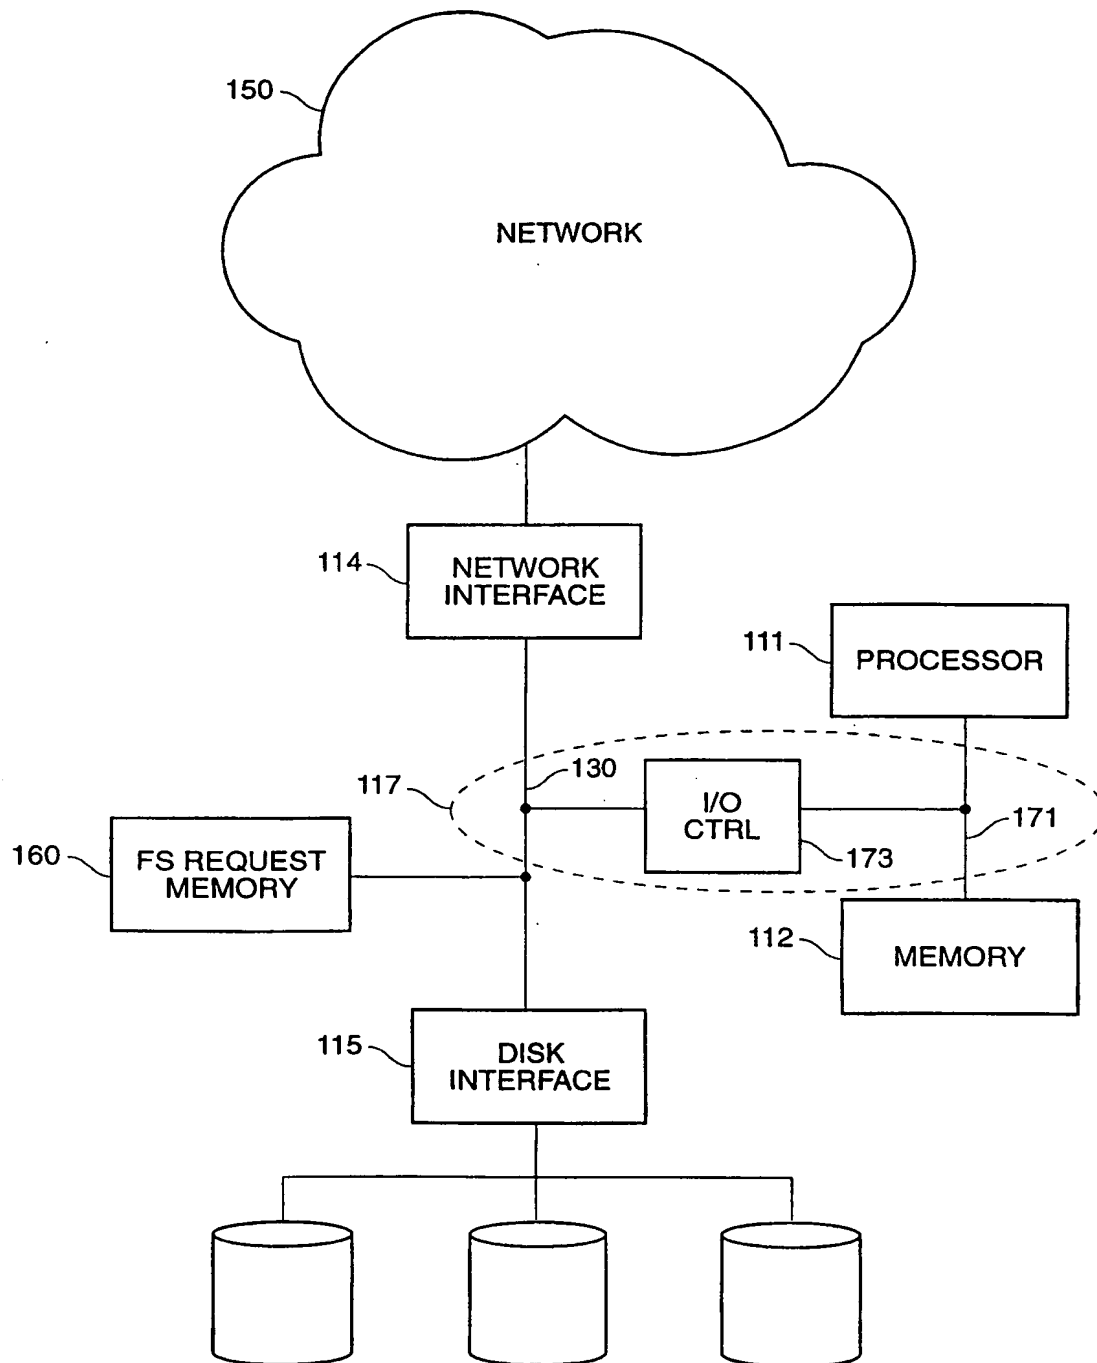 150
NETWORK
114
NETWORK
INTERFACE
111
PROCESSOR
117
130
I/O
CTRL
171
173
160
FS REQUEST
MEMORY
112
MEMORY
115
DISK
INTERFACE